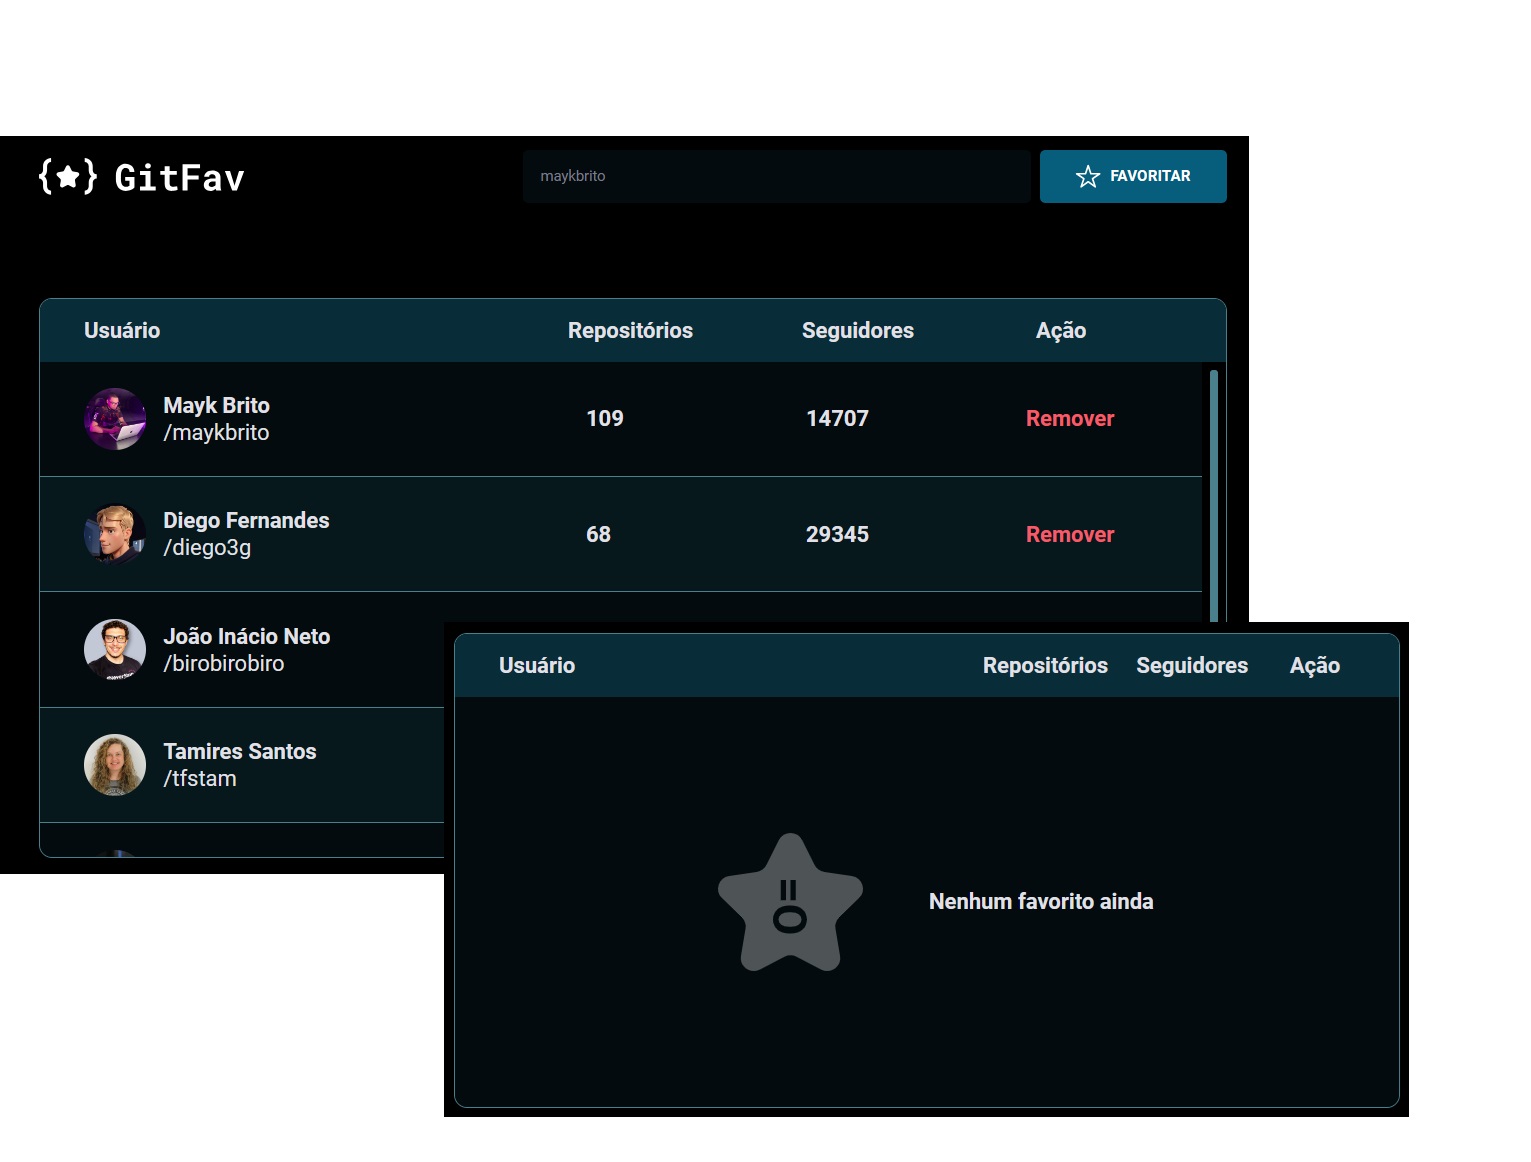 {★} GitFav
maykbrito
FAVORITAR
Usuário Repositórios Seguidores Ação
Mayk Brito
/maykbrito
109 14707 Remover
Diego Fernandes
/diego3g
68 29345 Remover
João Inácio Neto
/birobirobiro
Tamires Santos
/tfstam
Usuário Repositórios Seguidores Ação
=0
Nenhum favorito ainda